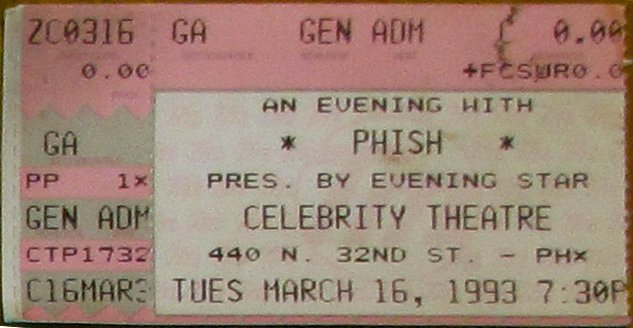 ZC0316 GA GEN ADM 0.00
0.00 +FCSUR0.0
AN EVENING WITH
GA * PHISH *
PP 1x PRES. BY EVENING STAR
GEN ADM CELEBRITY THEATRE
CTP1732 440 N. 32ND ST. - PHX
C16MAR3 TUES MARCH 16, 1993 7:30P